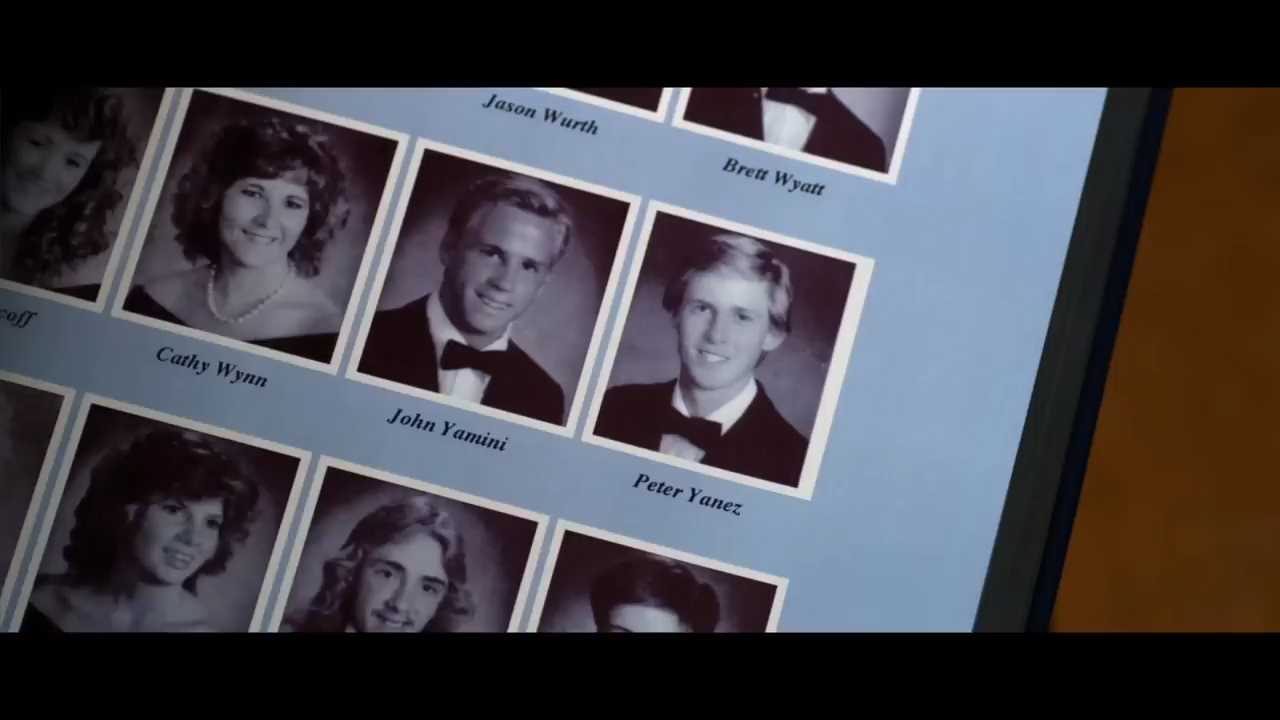 Jason Wurth
Brett Wyatt
Cathy Wynn
John Yamini
Peter Yanez